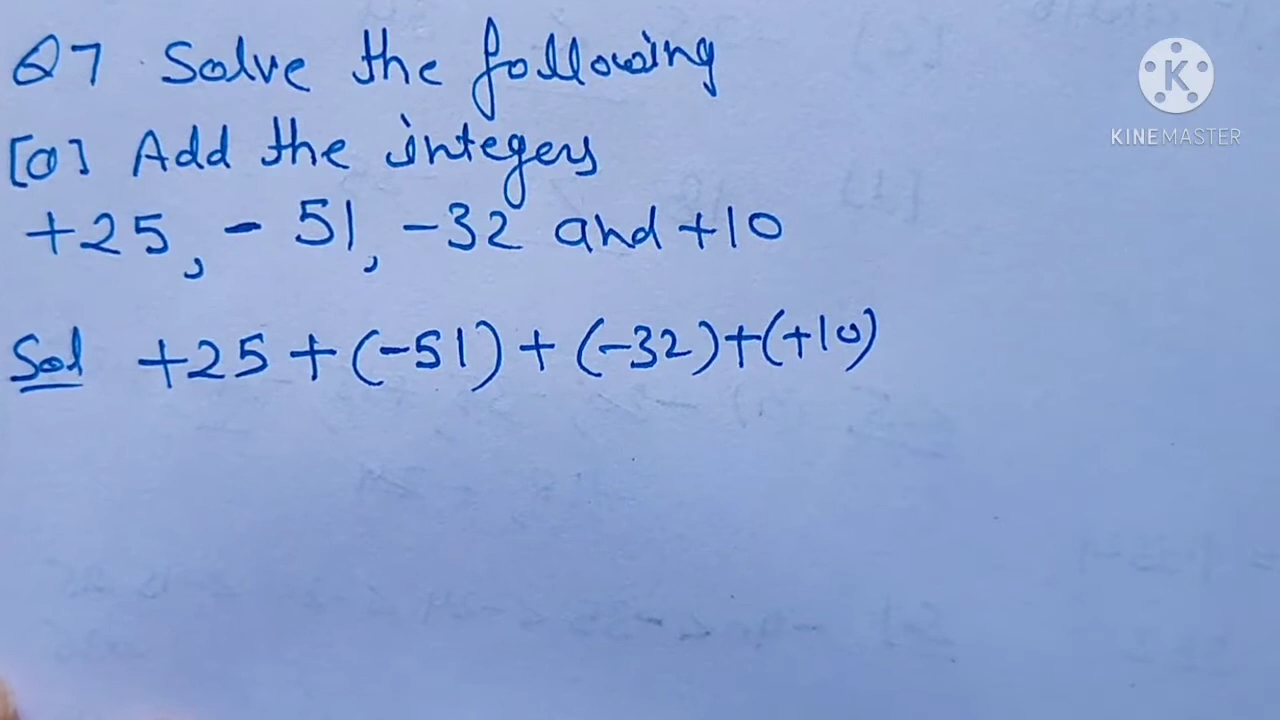 Q7 Solve the following
[a] Add the integers
+25, - 51, -32 and +10
Sol +25 + (-51) + (-32) + (+10)
KINEMASTER